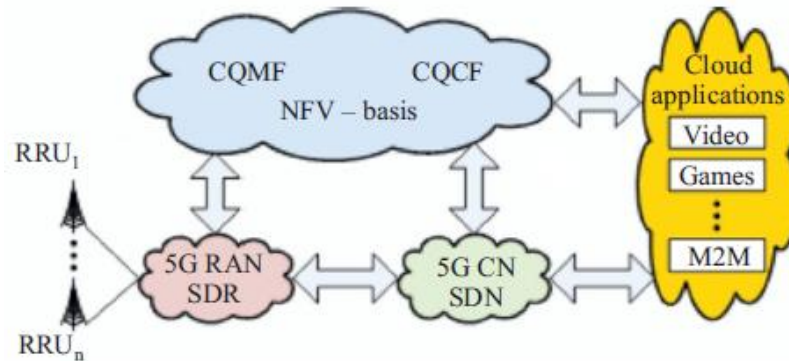 CQMF CQCF
NFV – basis
Cloud
applications
Video
Games
M2M
RRU1
RRUn
5G RAN
SDR
5G CN
SDN